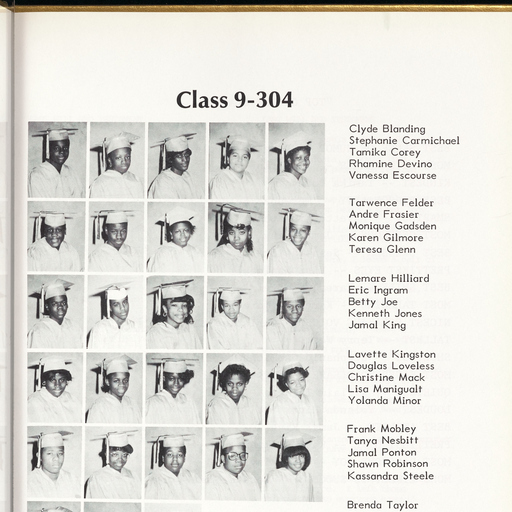 Class 9-304
Clyde Blanding
Stephanie Carmichael
Tamika Corey
Rhamine Devino
Vanessa Escourse
Tarwence Felder
Andre Frasier
Monique Gadsden
Karen Gilmore
Teresa Glenn
Lemare Hilliard
Eric Ingram
Betty Joe
Kenneth Jones
Jamal King
Lavette Kingston
Douglas Loveless
Christine Mack
Lisa Manigualt
Yolanda Minor
Frank Mobley
Tanya Nesbitt
Jamal Ponton
Shawn Robinson
Kassandra Steele
Brenda Taylor